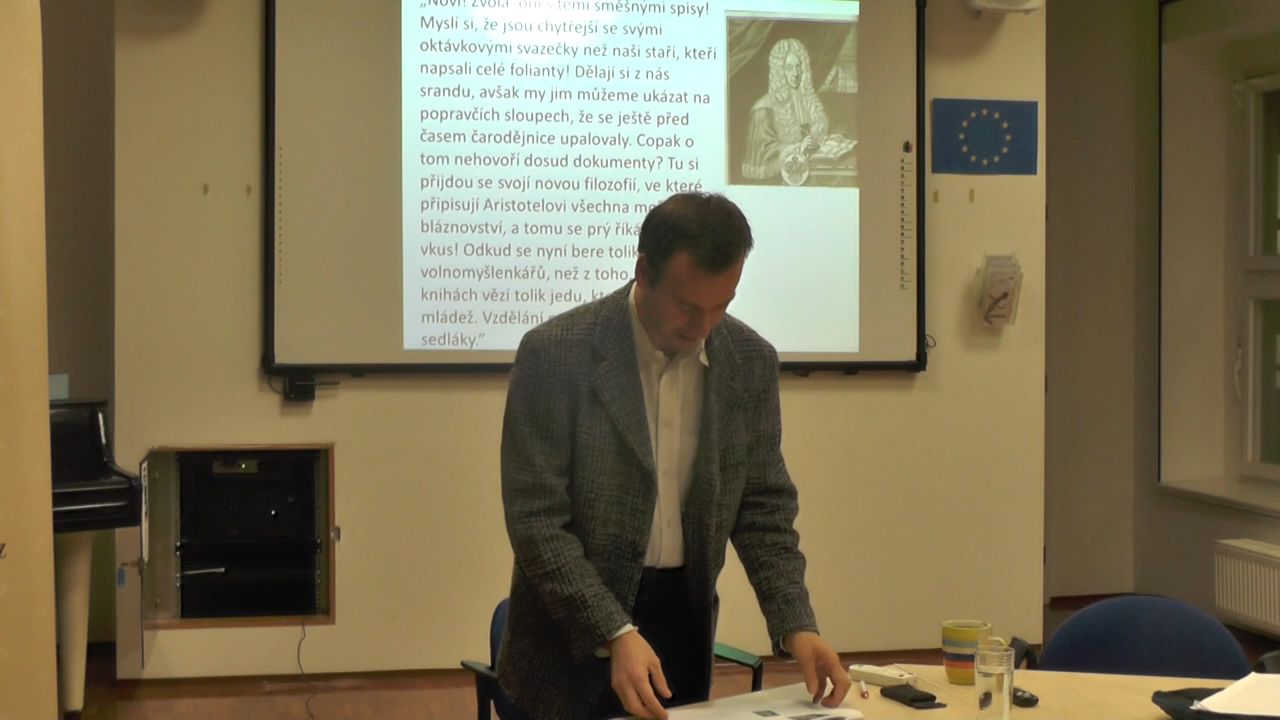 „Noví! Zvolá oni s těmi směšnými spisy!
Myslí si, že jsou chytřejší se svými
oktávkovými svazečky než naši staří, kteří
napsali celé folianty! Dělají si z nás
srandu, avšak my jim můžeme ukázat na
popravčích sloupech, že se ještě před
časem čarodějnice upalovaly. Copak o
tom nehovoří dosud dokumenty? Tu si
přijdou se svojí novou filozofií, ve které
připisují Aristotelovi všechna
bláznovství, a tomu se prý
vkus! Odkud se nyní bere tolik
volnomyšlenkářů, než z toho
knihách vězí tolik jedu,
mládež. Vzdělání
sedláky.“